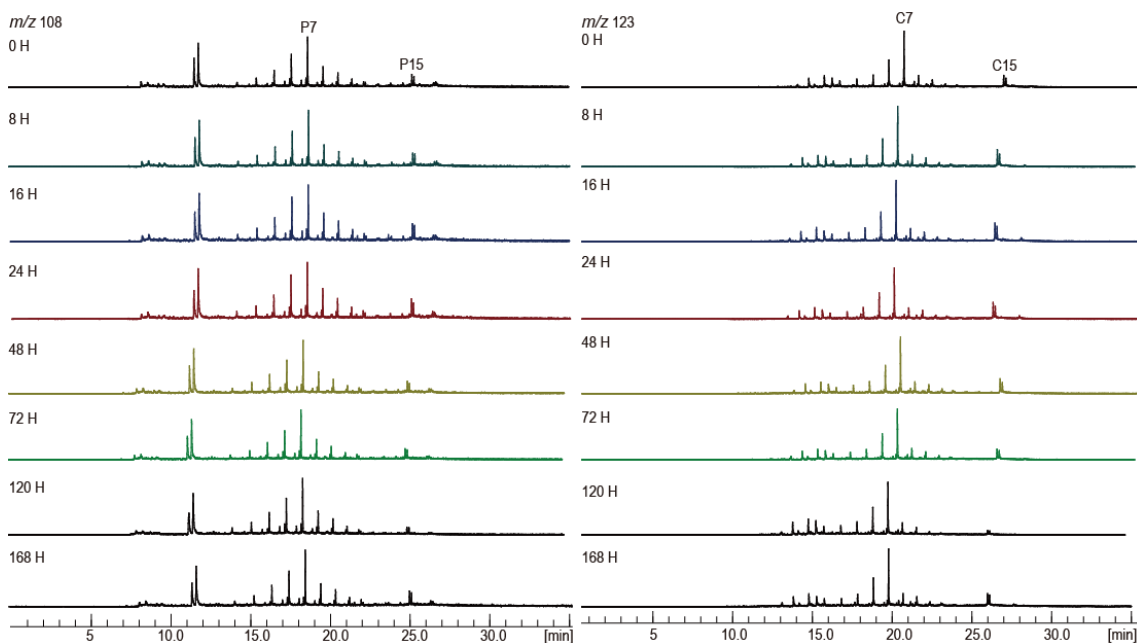 m/z 108
0 H
P7
P15
8 H
16 H
24 H
48 H
72 H
120 H
168 H
5 10.0 15.0 20.0 25.0 30.0 [min]
m/z 123
0 H
C7
C15
8 H
16 H
24 H
48 H
72 H
120 H
168 H
5 10.0 15.0 20.0 25.0 30.0 [min]